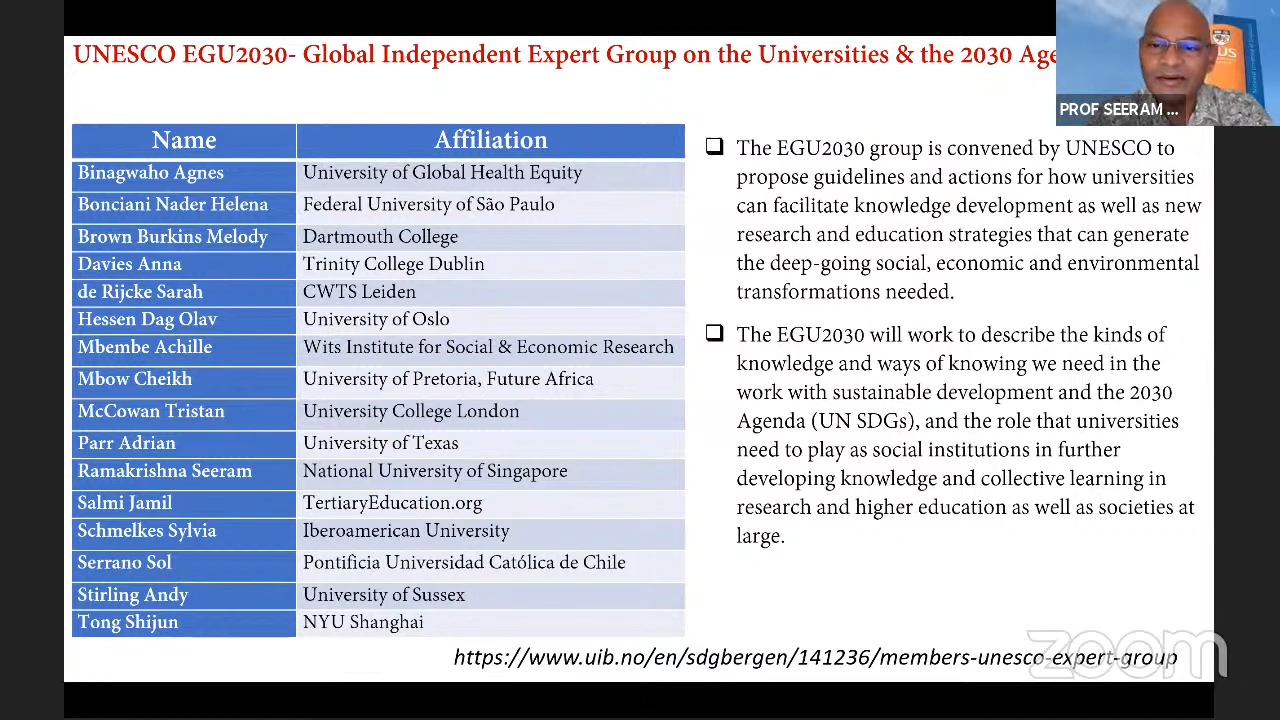 UNESCO EGU2030- Global Independent Expert Group on the Universities & the 2030 Age
PROF SEERAM ...
Name Affiliation
Binagwaho Agnes University of Global Health Equity
Bonciani Nader Helena Federal University of São Paulo
Brown Burkins Melody Dartmouth College
Davies Anna Trinity College Dublin
de Rijcke Sarah CWTS Leiden
Hessen Dag Olav University of Oslo
Mbembe Achille Wits Institute for Social & Economic Research
Mbow Cheikh University of Pretoria, Future Africa
McCowan Tristan University College London
Parr Adrian University of Texas
Ramakrishna Seeram National University of Singapore
Salmi Jamil TertiaryEducation.org
Schmelkes Sylvia Iberoamerican University
Serrano Sol Pontificia Universidad Católica de Chile
Stirling Andy University of Sussex
Tong Shijun NYU Shanghai
❑ The EGU2030 group is convened by UNESCO to
propose guidelines and actions for how universities
can facilitate knowledge development as well as new
research and education strategies that can generate
the deep-going social, economic and environmental
transformations needed.
❑ The EGU2030 will work to describe the kinds of
knowledge and ways of knowing we need in the
work with sustainable development and the 2030
Agenda (UN SDGs), and the role that universities
need to play as social institutions in further
developing knowledge and collective learning in
research and higher education as well as societies at
large.
https://www.uib.no/en/sdgbergen/141236/members-unesco-expert-group
zoom